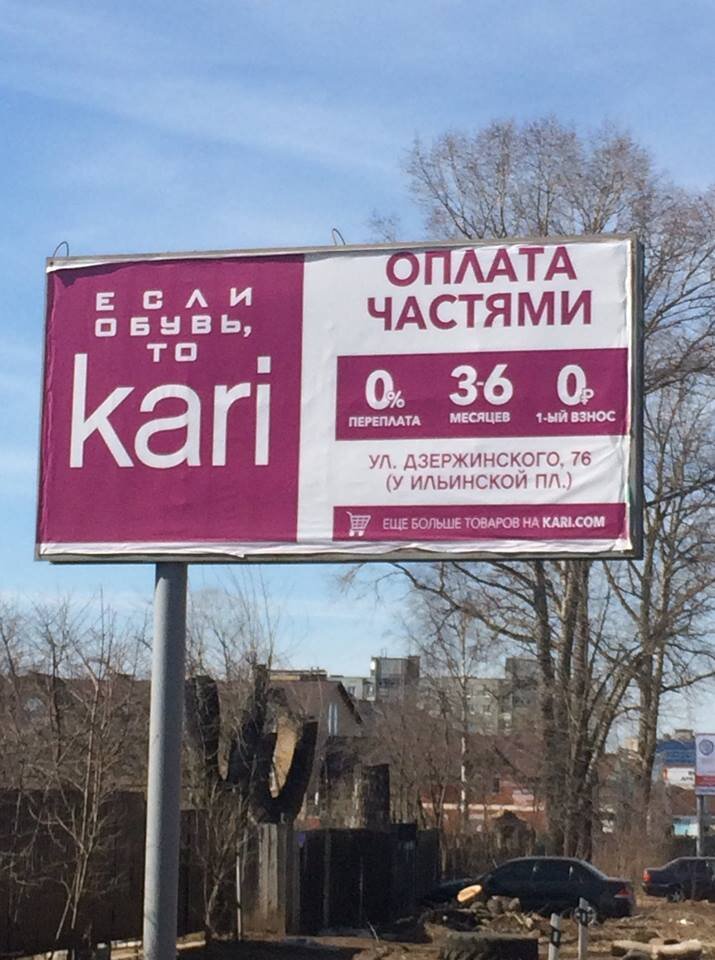 ЕСЛИ
ОБУВЬ,
ТО
kari
ОПЛАТА
ЧАСТЯМИ
0% 3-6 0₽
ПЕРЕПЛАТА МЕСЯЦЕВ 1-ЫЙ ВЗНОС
УЛ. ДЗЕРЖИНСКОГО, 76
(У ИЛЬИНСКОЙ ПЛ.)
ЕЩЕ БОЛЬШЕ ТОВАРОВ НА KARI.COM